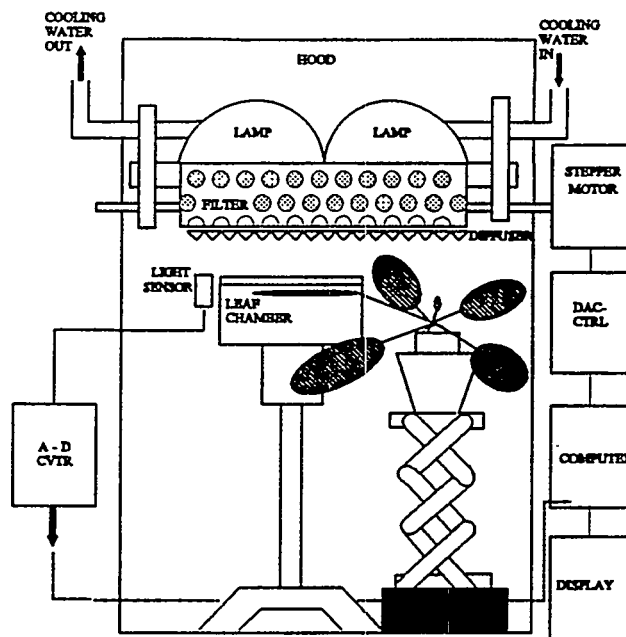 COOLING
WATER
OUT
COOLING
WATER
IN
HOOD
LAMP
LAMP
FILTER
DIFFUSER
STEPPER
MOTOR
LIGHT
SENSOR
LEAF
CHAMBER
DAC-
CTRL
A - D
CVTR
COMPUTER
DISPLAY